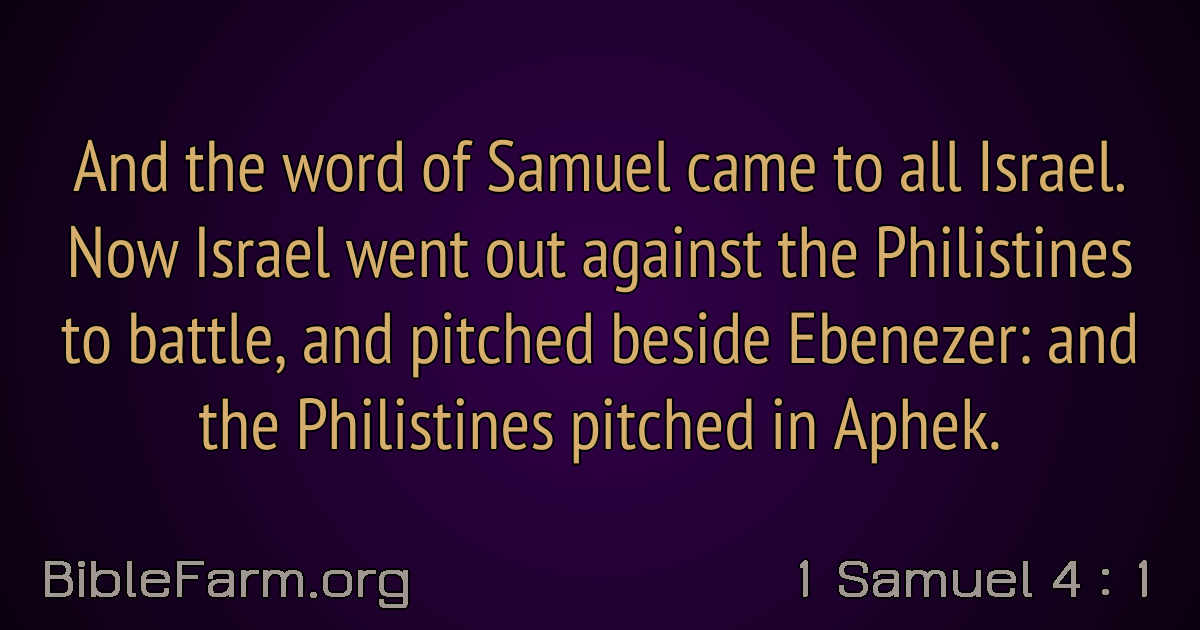 And the word of Samuel came to all Israel.
Now Israel went out against the Philistines
to battle, and pitched beside Ebenezer: and
the Philistines pitched in Aphek.
BibleFarm.org
1 Samuel 4 : 1